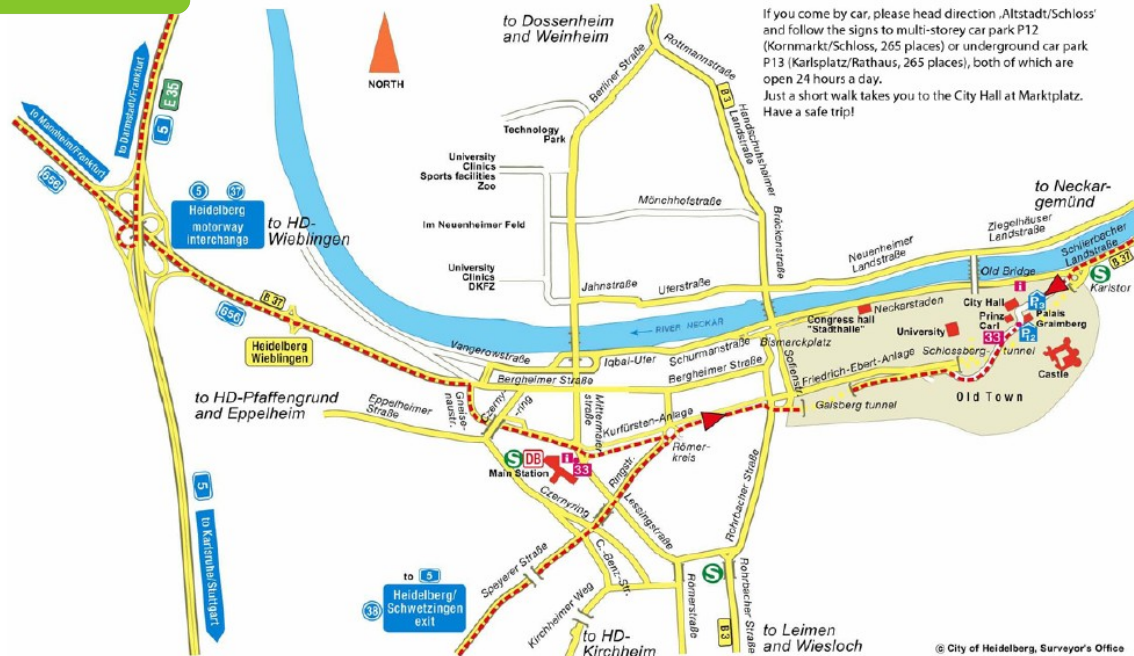 to Dossenheim
and Weinheim
If you come by car, please head direction ‚Altstadt/Schloss'
and follow the signs to multi-storey car park P12
(Kornmarkt/Schloss, 265 places) or underground car park
P13 (Karlsplatz/Rathaus, 265 places), both of which are
open 24 hours a day.
Just a short walk takes you to the City Hall at Marktplatz.
Have a safe trip!
NORTH
E 35
5
to Darmstadt/Frankfurt
to Mannheim/Frankfurt
656
5
37
Heidelberg
motorway
interchange
to HD-
Wieblingen
Berliner Straße
Rottmannstraße
B 3
Handschuhsheimer
Landstraße
Technology
Park
University
Clinics
Sports facilities
Zoo
Mönchhofstraße
Im Neuenheimer Feld
Brückenstraße
University
Clinics
DKFZ
Jahnstraße
Uferstraße
Neuenheimer
Landstraße
Ziegelhäuser
Landstraße
to Neckar-
gemünd
Schlierbacher
Landstraße
B 37
S
Karlstor
Old Bridge
i
Neckarstaden
City Hall
P13
Congress hall
"Stadthalle"
University
Prinz
Carl
33
Palais
Graimberg
P12
RIVER NECKAR
B 37
656
Heidelberg
Wieblingen
Vangerowstraße
Iqbal-Ufer
Schurmanstraße
Bismarckplatz
Bergheimer Straße
Bergheimer Straße
Sofienstr.
Friedrich-Ebert-Anlage
Schlossberg-
tunnel
Castle
Old Town
Gaisberg tunnel
to HD-Pfaffengrund
and Eppelheim
Eppelheimer
Straße
Gneise-
naustr.
Czerny
-ring
Mittermaier
straße
Kurfürsten-Anlage
Römer-
kreis
S
DB
i
33
Main Station
Ringstr.
Czernyring
Lessingstraße
Rohrbacher Straße
5
to Karlsruhe/Stuttgart
to
5
38
Heidelberg/
Schwetzingen
exit
Speyerer Straße
C.-Benz-Str.
Kirchheimer Weg
to HD-
Kirchheim
Römerstraße
S
Rohrbacher
Straße
B 3
to Leimen
and Wiesloch
© City of Heidelberg, Surveyor's Office